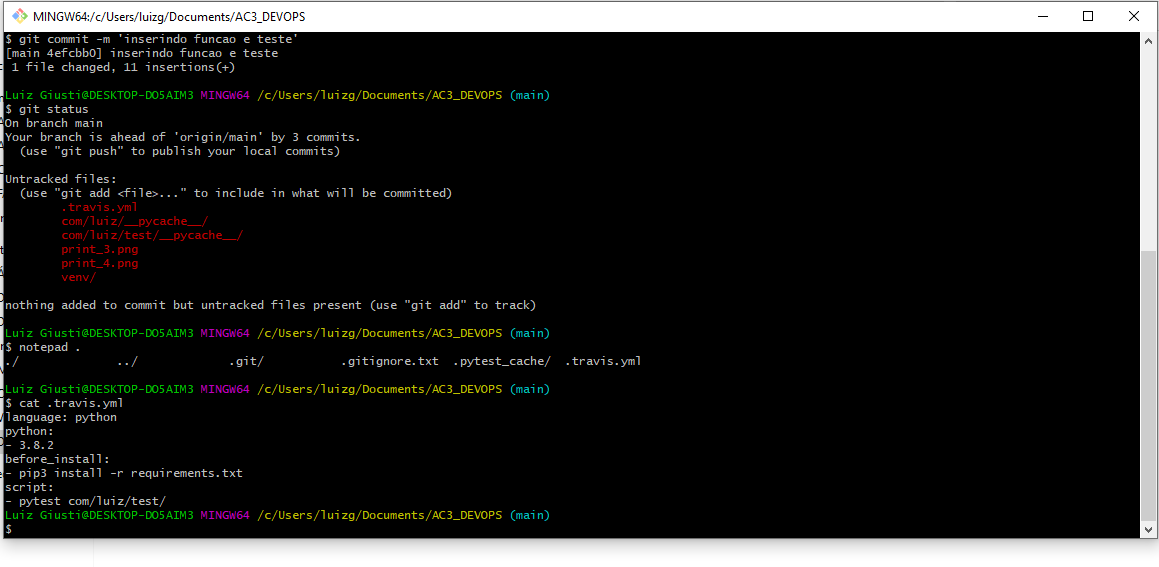 MINGW64:/c/Users/luizg/Documents/AC3_DEVOPS
$ git commit -m 'inserindo funcao e teste'
[main 4efcbb0] inserindo funcao e teste
 1 file changed, 11 insertions(+)
Luiz Giusti@DESKTOP-DO5AIM3 MINGW64 /c/Users/luizg/Documents/AC3_DEVOPS (main)
$ git status
On branch main
Your branch is ahead of 'origin/main' by 3 commits.
  (use "git push" to publish your local commits)
Untracked files:
  (use "git add <file>..." to include in what will be committed)
        .travis.yml
        com/luiz/__pycache__/
        com/luiz/test/__pycache__/
        print_3.png
        print_4.png
        venv/
nothing added to commit but untracked files present (use "git add" to track)
Luiz Giusti@DESKTOP-DO5AIM3 MINGW64 /c/Users/luizg/Documents/AC3_DEVOPS (main)
$ notepad .
./              ../             .git/           .gitignore.txt  .pytest_cache/  .travis.yml
Luiz Giusti@DESKTOP-DO5AIM3 MINGW64 /c/Users/luizg/Documents/AC3_DEVOPS (main)
$ cat .travis.yml
language: python
python:
- 3.8.2
before_install:
- pip3 install -r requirements.txt
script:
- pytest com/luiz/test/
Luiz Giusti@DESKTOP-DO5AIM3 MINGW64 /c/Users/luizg/Documents/AC3_DEVOPS (main)
$